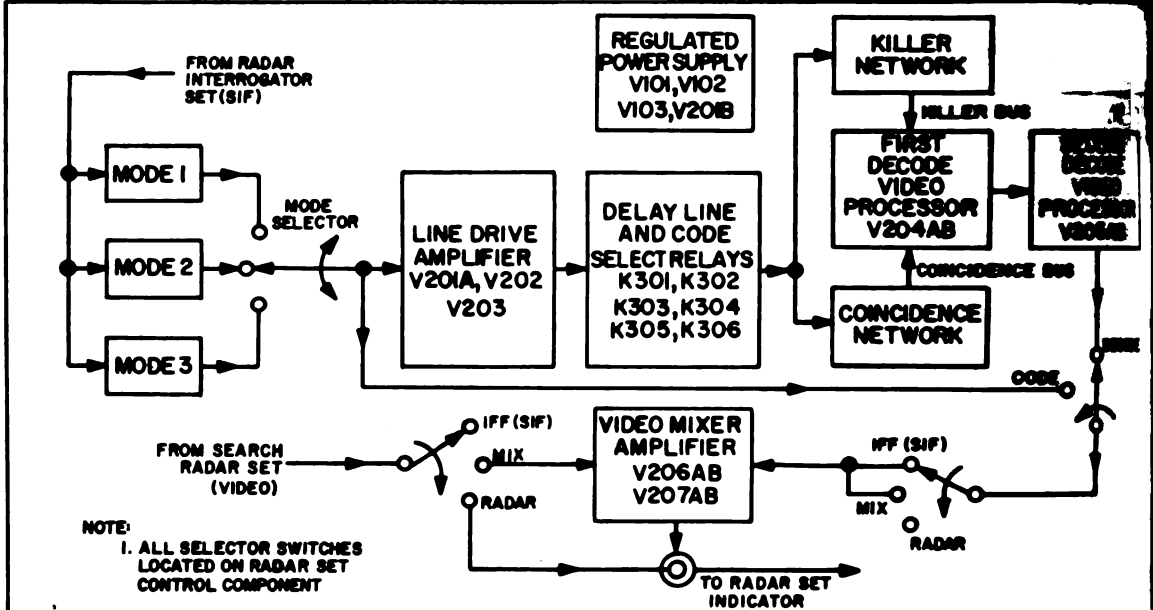 FROM RADAR
INTERROGATOR
SET(SIF)
REGULATED
POWER SUPPLY
V101,V102
V103,V201B
KILLER
NETWORK
KILLER BUS
MODE 1
MODE
SELECTOR
MODE 2
MODE 3
LINE DRIVE
AMPLIFIER
V201A, V202
V203
DELAY LINE
AND CODE
SELECT RELAYS
K301, K302
K303, K304
K305, K306
FIRST
DECODE
VIDEO
PROCESSOR
V204AB
DECODE
VIDEO
PROCESSOR
V205AB
COINCIDENCE BUS
COINCIDENCE
NETWORK
CODE
FROM SEARCH
RADAR SET
(VIDEO)
IFF (SIF)
MIX
RADAR
VIDEO MIXER
AMPLIFIER
V206AB
V207AB
IFF (SIF)
MIX
RADAR
NOTE:
1. ALL SELECTOR SWITCHES
LOCATED ON RADAR SET
CONTROL COMPONENT
TO RADAR SET
INDICATOR